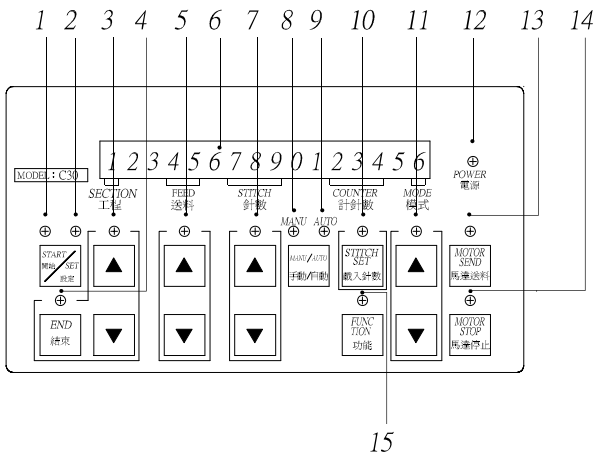 1 2 3 4 5 6 7 8 9 10 11 12 13 14
1 2 3 4 5 6 7 8 9 0 1 2 3 4 5 6
MODEL：C30
SECTION FEED STITCH COUNTER MODE
工程 送料 針數 計針數 模式
POWER
電源
MANU AUTO
START
開始
SET
設定
MANU/AUTO
手動/自動
STITCH
SET
載入針數
MOTOR
SEND
馬達送料
END
結束
FUNC
TION
功能
MOTOR
STOP
馬達停止
15